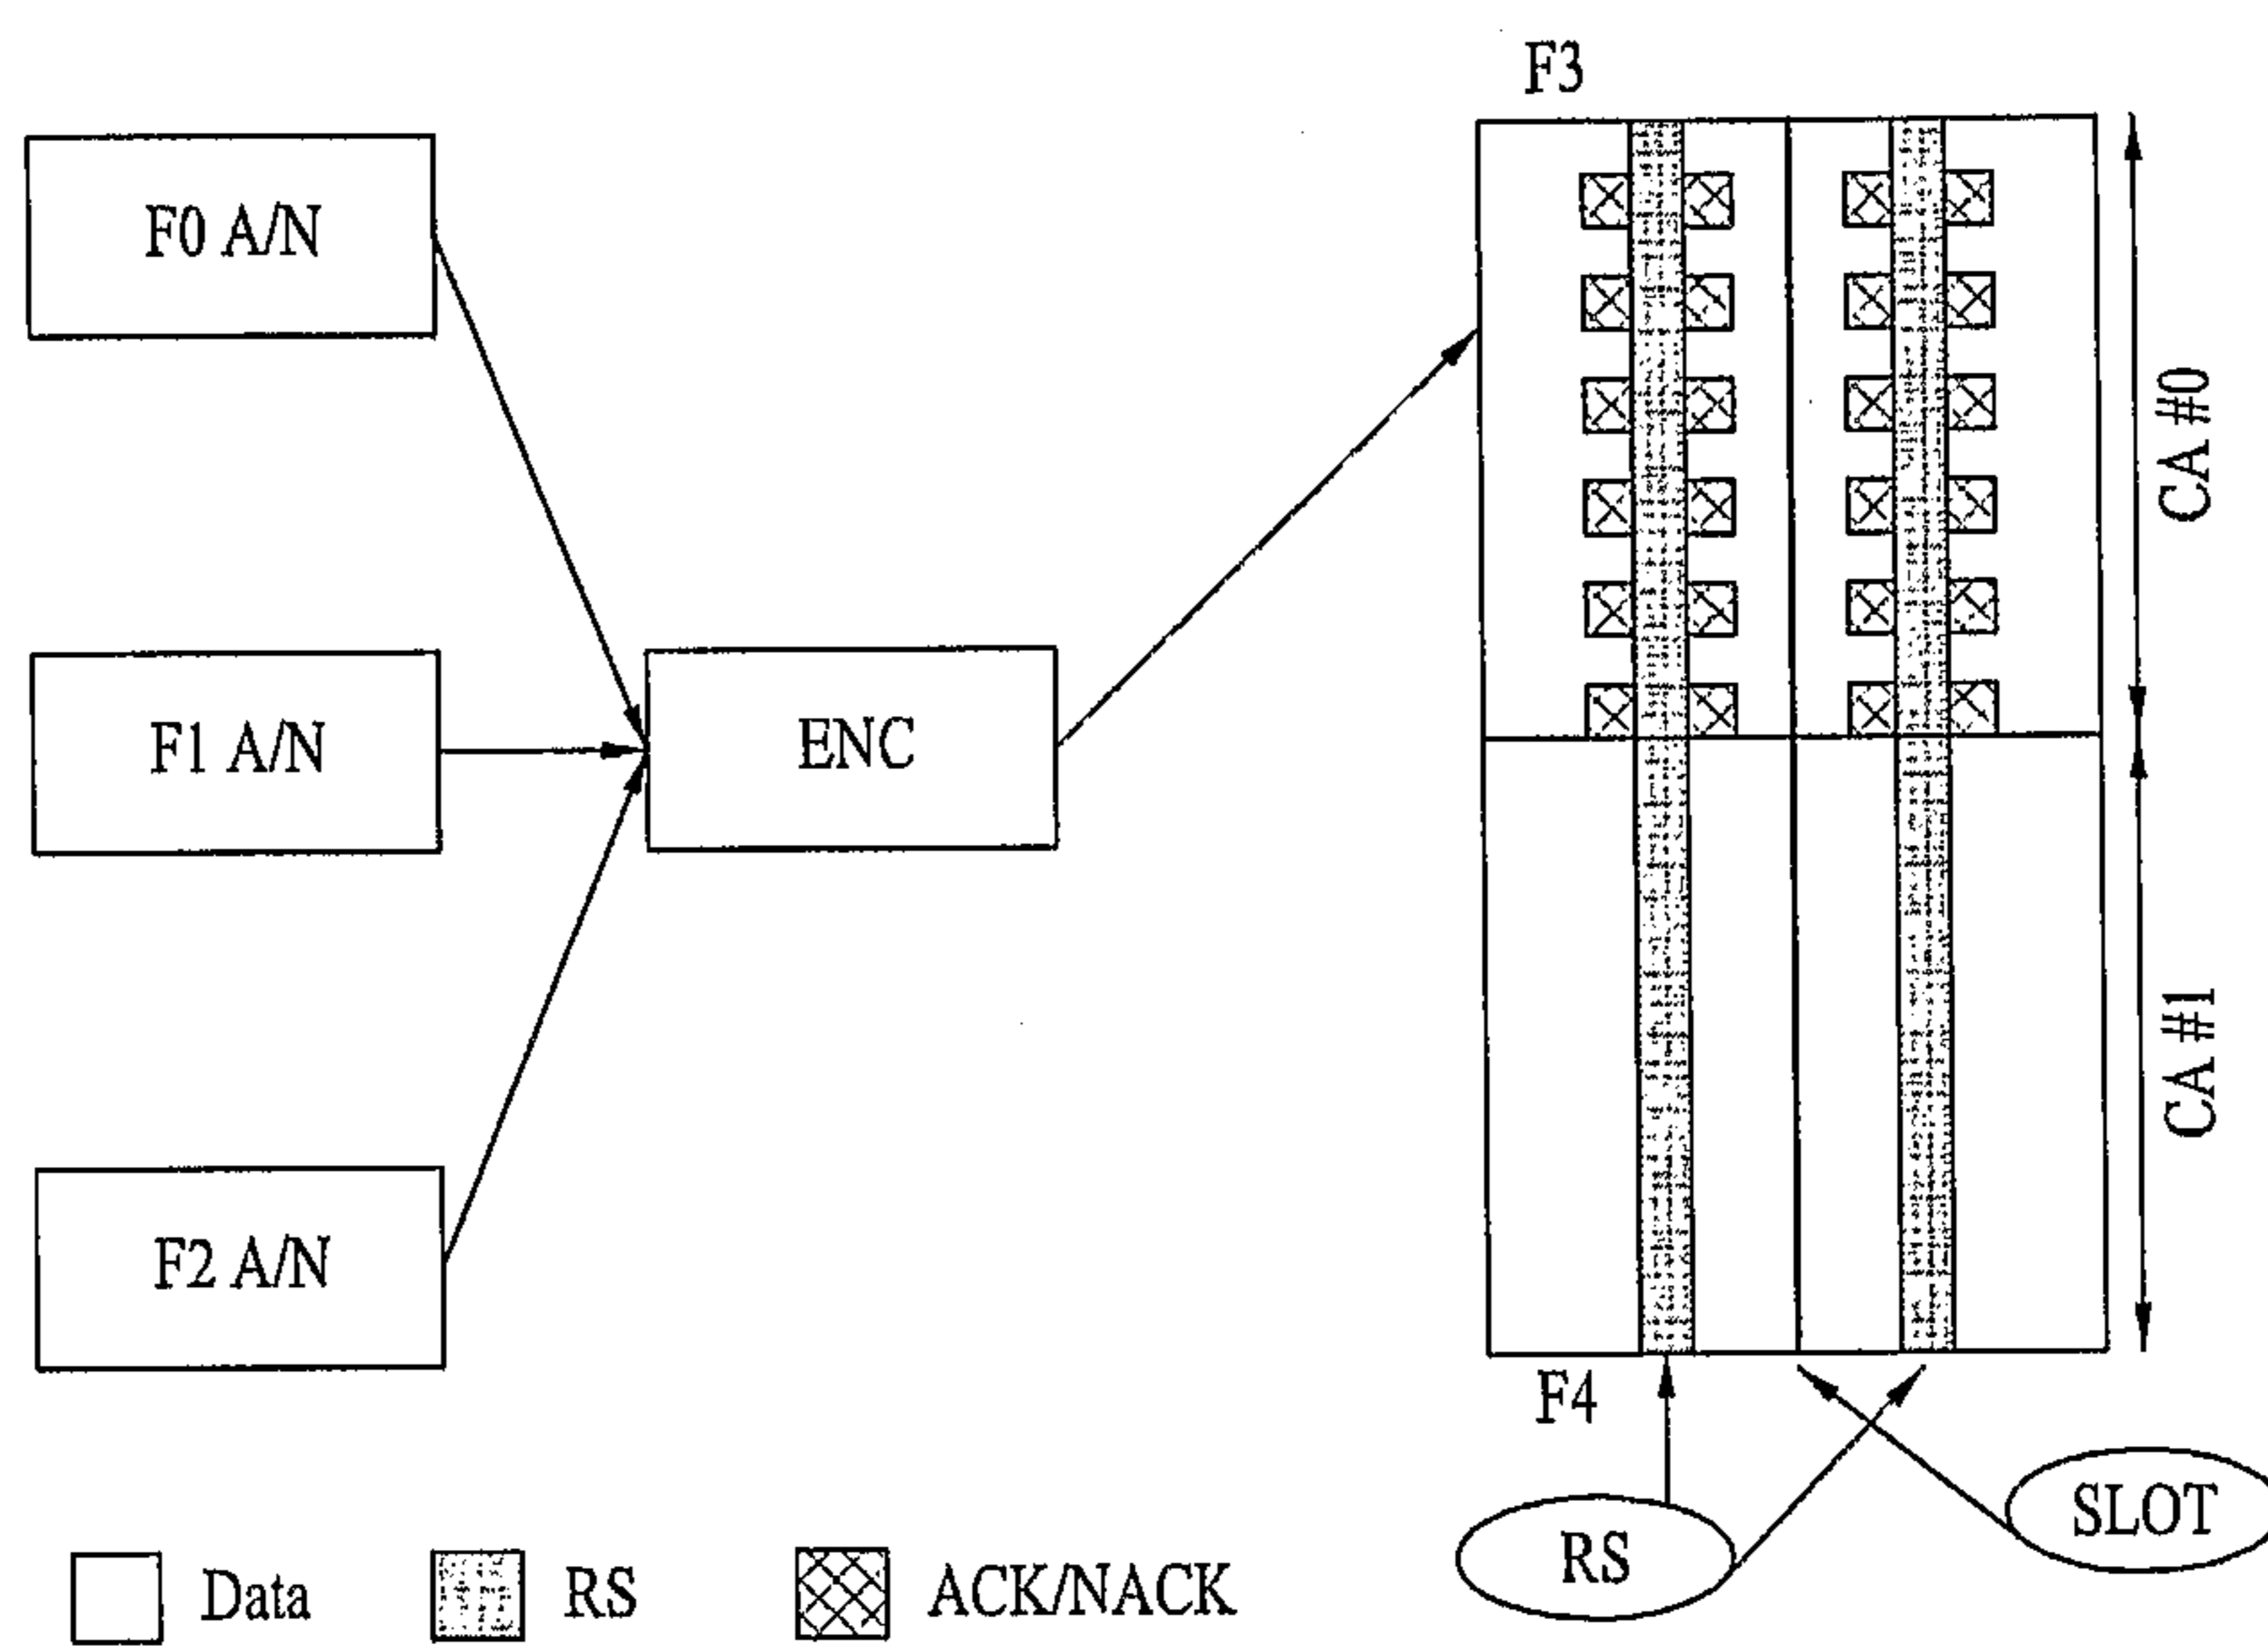 F3
F0 A/N
CA #0
F1 A/N
ENC
CA #1
F2 A/N
F4
SLOT
RS
Data
RS
ACK/NACK